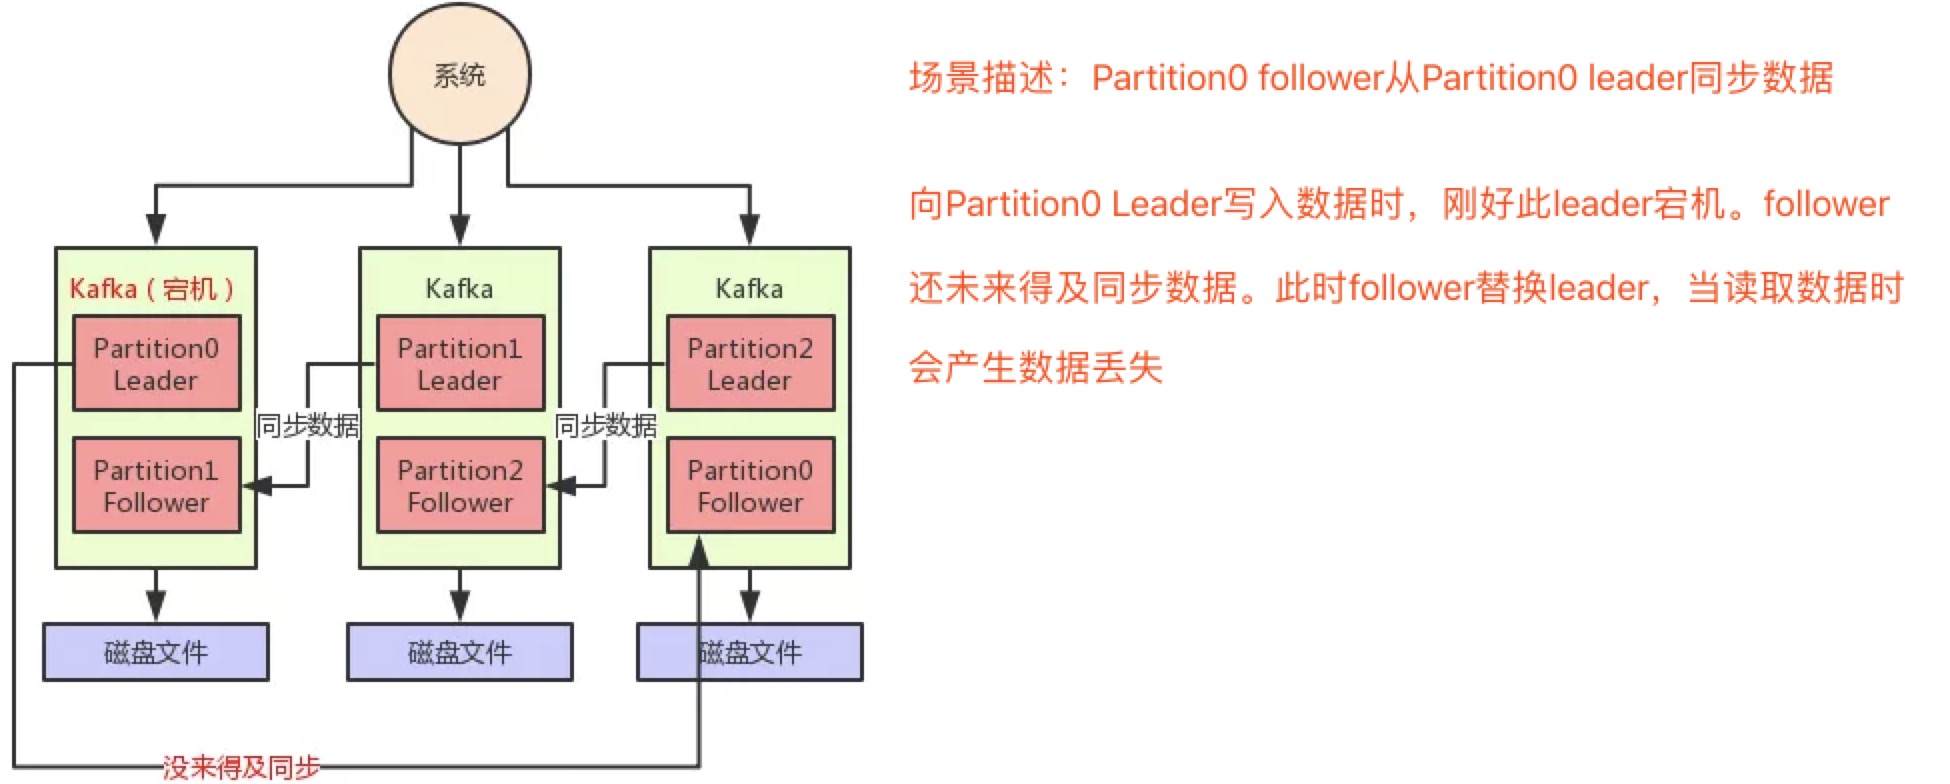 系统
场景描述：Partition0 follower从Partition0 leader同步数据
向Partition0 Leader写入数据时，刚好此leader宕机。follower
还未来得及同步数据。此时follower替换leader，当读取数据时
会产生数据丢失
Kafka（宕机）
Partition0
Leader
Partition1
Follower
磁盘文件
同步数据
Kafka
Partition1
Leader
Partition2
Follower
磁盘文件
同步数据
Kafka
Partition2
Leader
Partition0
Follower
磁盘文件
没来得及同步